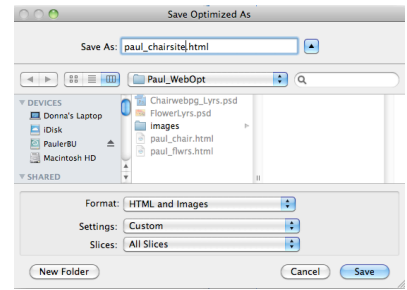 Save Optimized As
Save As: paul_chairsite.html
Paul_WebOpt
DEVICES
Donna's Laptop
iDisk
PaulerBU
Macintosh HD
SHARED
Chairwebpg_Lyrs.psd
FlowerLyrs.psd
images
paul_chair.html
paul_flwrs.html
Format: HTML and Images
Settings: Custom
Slices: All Slices
New Folder
Cancel
Save